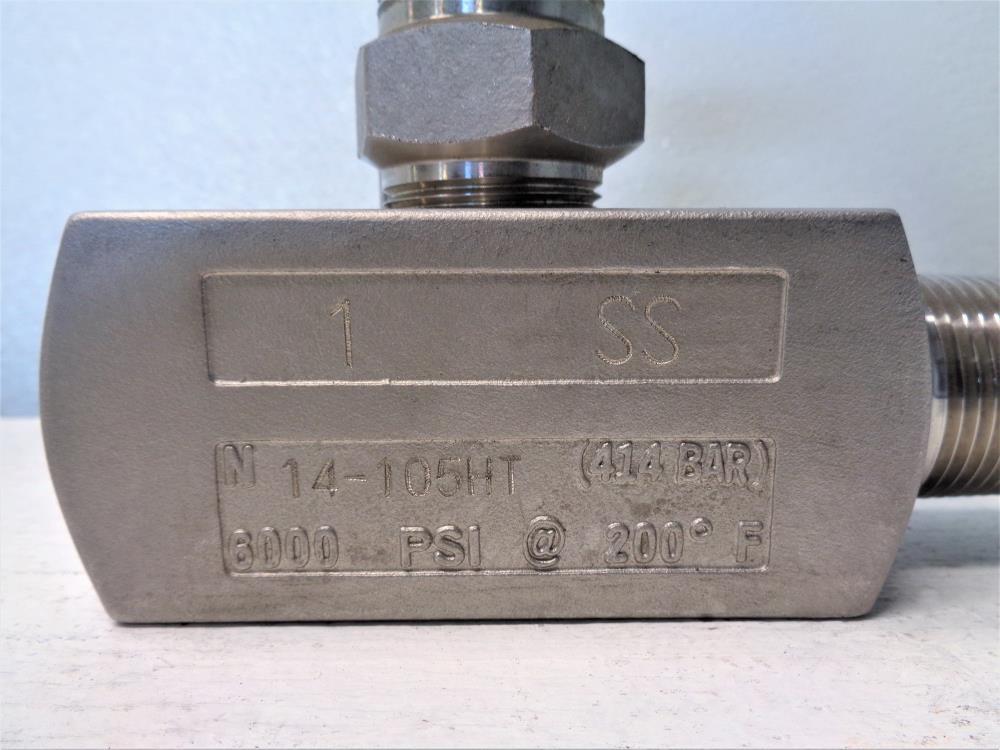 1 SS
N 14-105HT (414 BAR)
6000 PSI @ 200° F